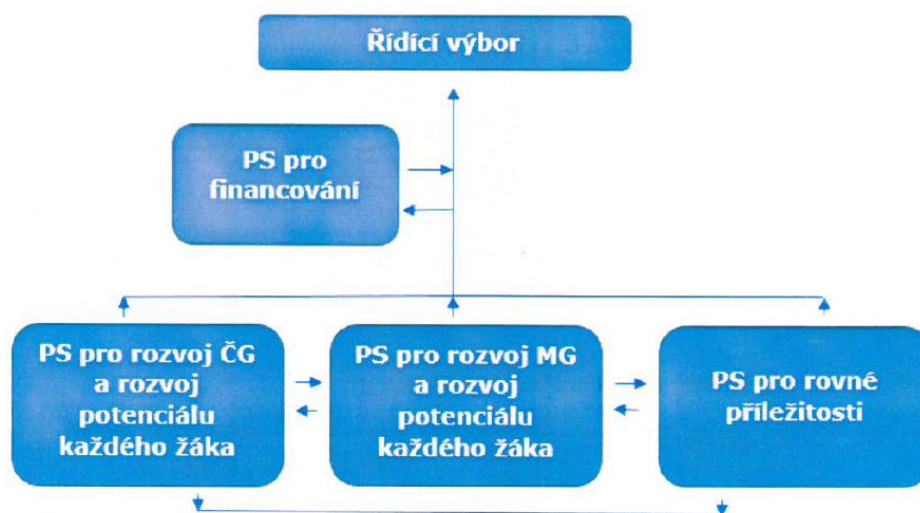 Řídící výbor
PS pro
financování
PS pro rozvoj ČG
a rozvoj
potenciálu
každého žáka
PS pro rozvoj MG
a rozvoj
potenciálu
každého žáka
PS pro rovné
příležitosti